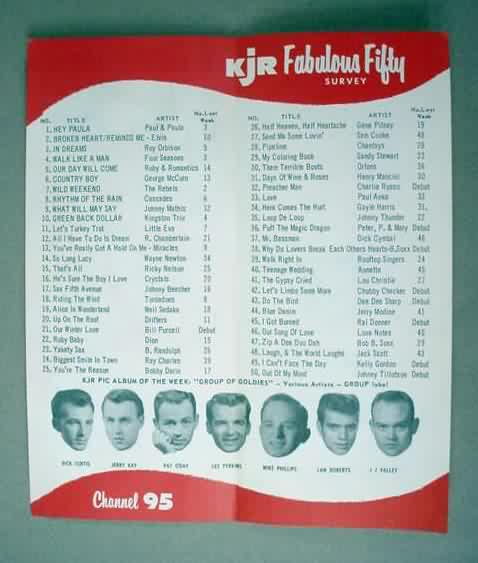 KJR Fabulous Fifty
SURVEY
NO. TITLE ARTIST No. Last Week
1. HEY PAULA Paul & Paula 3
2. BROKEN HEART/REMIND ME - Elvis 10
3. IN DREAMS Roy Orbison 9
4. WALK LIKE A MAN Four Seasons 2
5. OUR DAY WILL COME Ruby & Romantics 14
6. COUNTRY BOY George McCurn 13
7. WILD WEEKEND The Rebels 2
8. RHYTHM OF THE RAIN Cascades 6
9. WHAT WILL MAY SAY Johnny Mathis 12
10. GREEN BACK DOLLAR Kingston Trio 4
11. Let's Turkey Trot Little Eva 7
12. All I Have To Do Is Dream R. Chamberlain 21
13. You've Really Got A Hold On Me - Miracles 8
14. So Long Lucy Wayne Newton 34
15. That's All Ricky Nelson 25
16. He's Sure The Boy I Love Crystals 20
17. Sax Fifth Avenue Johnny Beecher 18
18. Riding The Wind Tornadoes 8
19. Alice In Wonderland Neil Sedaka 18
20. Up On The Roof Drifters 11
21. Our Winter Love Bill Pursell Debut
22. Ruby Baby Dion 15
23. Yakety Sax B. Randolph 26
24. Biggest Smile In Town Ray Charles 29
25. You're The Reason Bobby Darin 17
NO. TITLE ARTIST No. Last Week
26. Half Heaven, Half Heartache Gene Pitney 19
27. Send Me Some Lovin' Sam Cooke 48
28. Pipeline Chantays 28
29. My Coloring Book Sandy Stewart 23
30. Them Terrible Boots Orlons 36
31. Days Of Wine & Roses Henry Mancini 30
32. Preacher Man Charlie Russo Debut
33. Love Paul Anka 33
34. Here Comes The Hurt Gayle Harris 31
35. Loop De Loop Johnny Thunder 22
36. Puff The Magic Dragon Peter, P. & Mary Debut
37. Mr. Bassman Dick Cymbal 46
38. Why Do Lovers Break Each Others Hearts-B. Soxx Debut
39. Walk Right In Rooftop Singers 24
40. Teenage Wedding Annette 45
41. The Gypsy Cried Lou Christie 27
42. Let's Limbo Some More Chubby Checker Debut
43. Do The Bird Dee Dee Sharp Debut
44. Blue Denim Jerry Modine 41
45. I Got Burned Ral Donner Debut
46. Our Song Of Love Love Notes 45
47. Zip A Dee Duu Dah Bob B. Soxx 29
48. Laugh, & The World Laughs Jack Scott 43
49. I Can't Face The Day Kelly Gordon Debut
50. Out Of My Mind Johnny Tillotson Debut
KJR PIC ALBUM OF THE WEEK: "GROUP OF GOLDIES" - Various Artists - GROUP label
DICK CURTIS
JERRY KAY
PAT O'DAY
LEE PERKINS
MIKE PHILLIPS
LAN ROBERTS
J J VALLEY
Channel 95